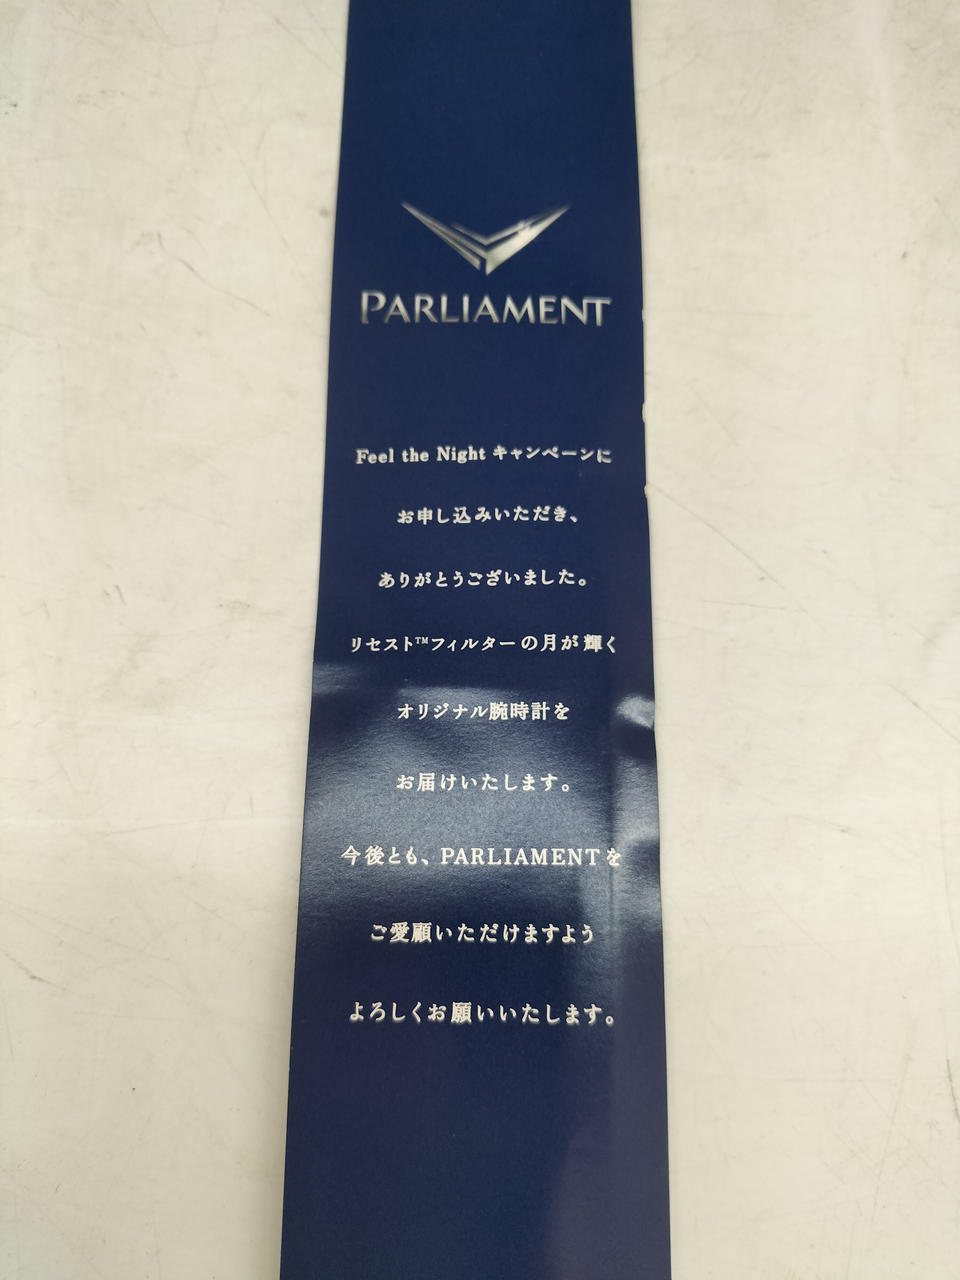 PARLIAMENT
Feel the Night キャンペーンに
お申し込みいただき、
ありがとうございました。
リセスト™フィルターの月が輝く
オリジナル腕時計を
お届けいたします。
今後とも、PARLIAMENTを
ご愛願いただけますよう
よろしくお願いいたします。